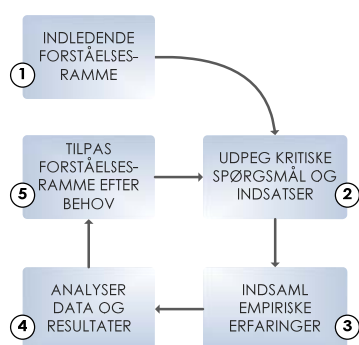 INDLEDENDE
FORSTÅELSES-
RAMME
1
TILPAS
FORSTÅELSES-
RAMME EFTER
BEHOV
5
UDPEG KRITISKE
SPØRGSMÅL OG
INDSATSER
2
ANALYSER
DATA OG
RESULTATER
4
INDSAML
EMPIRISKE
ERFARINGER
3